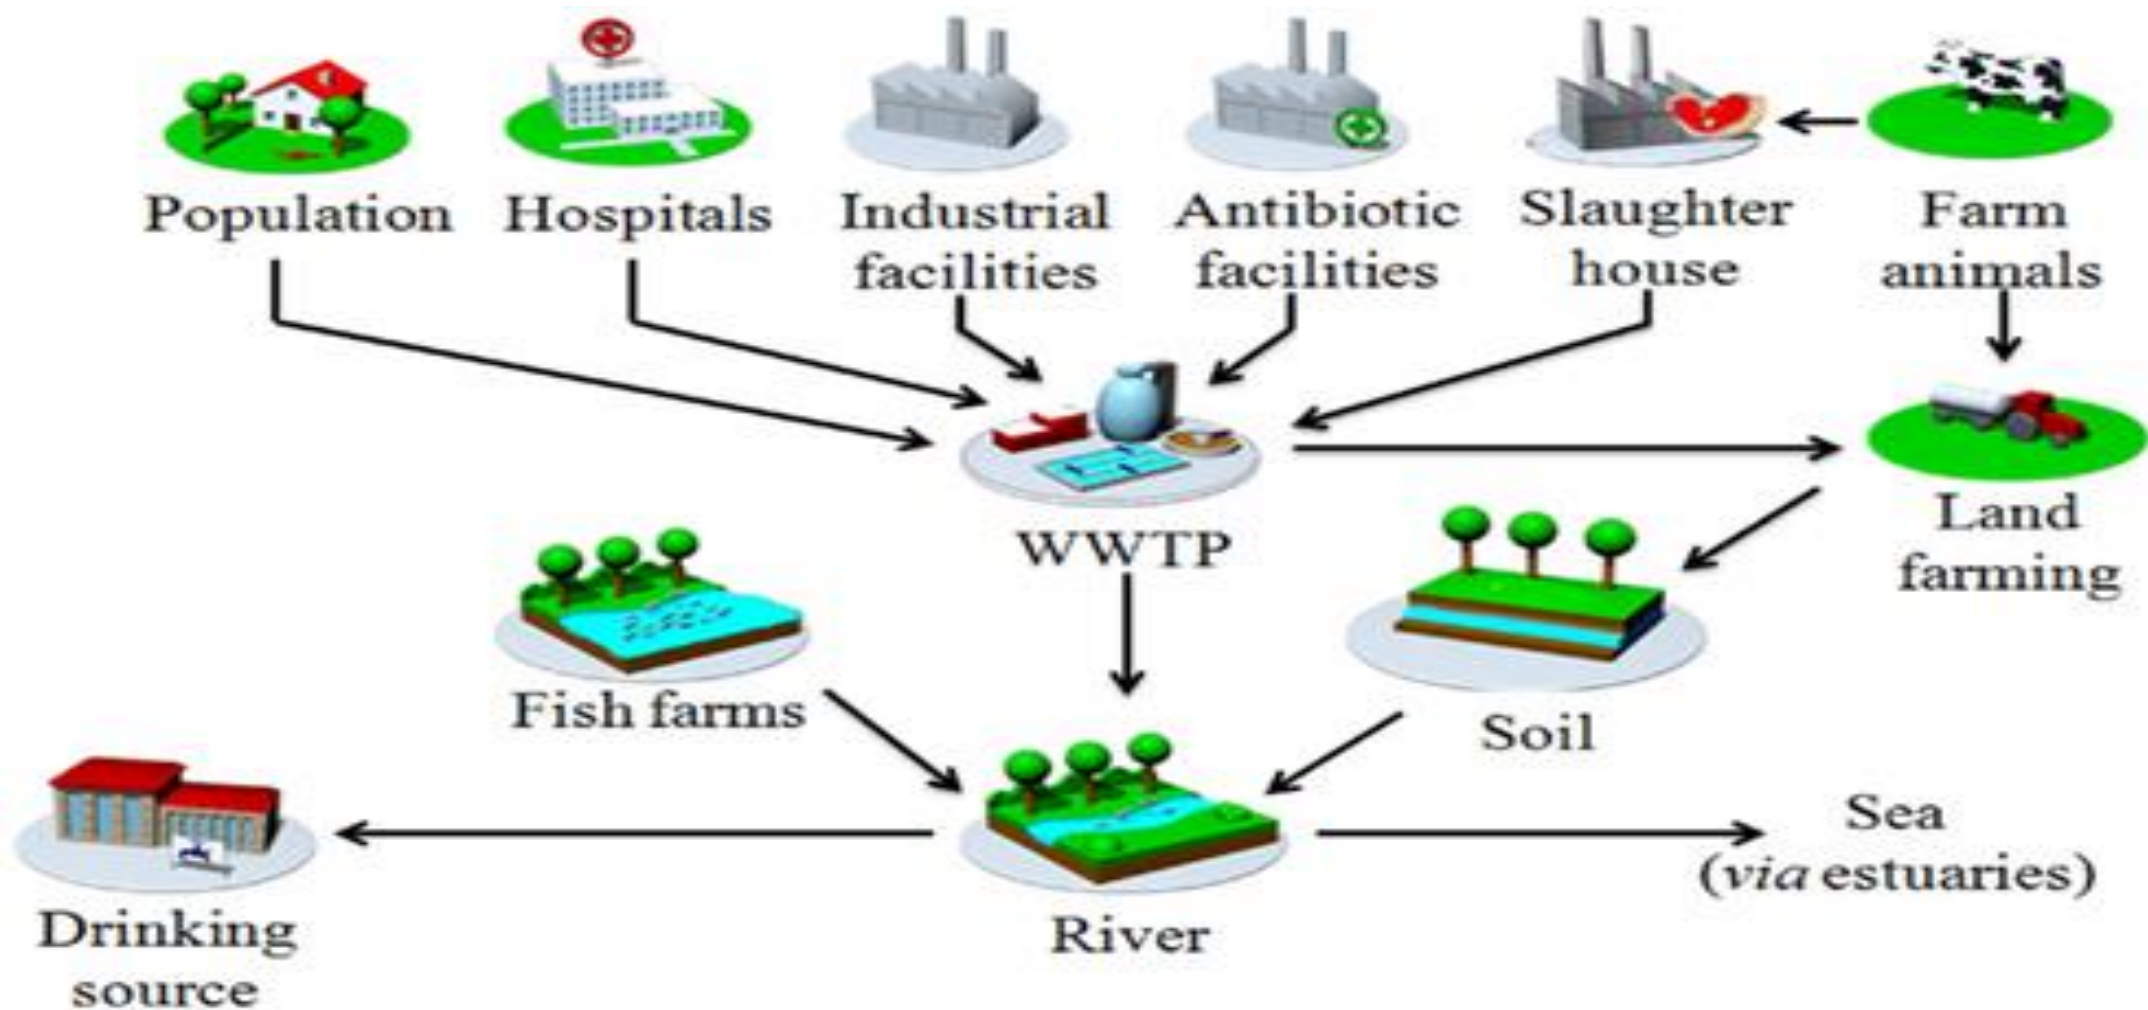 Population
Hospitals
Industrial
facilities
Antibiotic
facilities
Slaughter
house
Farm
animals
WWTP
Land
farming
Fish farms
Soil
Drinking
source
River
Sea
(via estuaries)